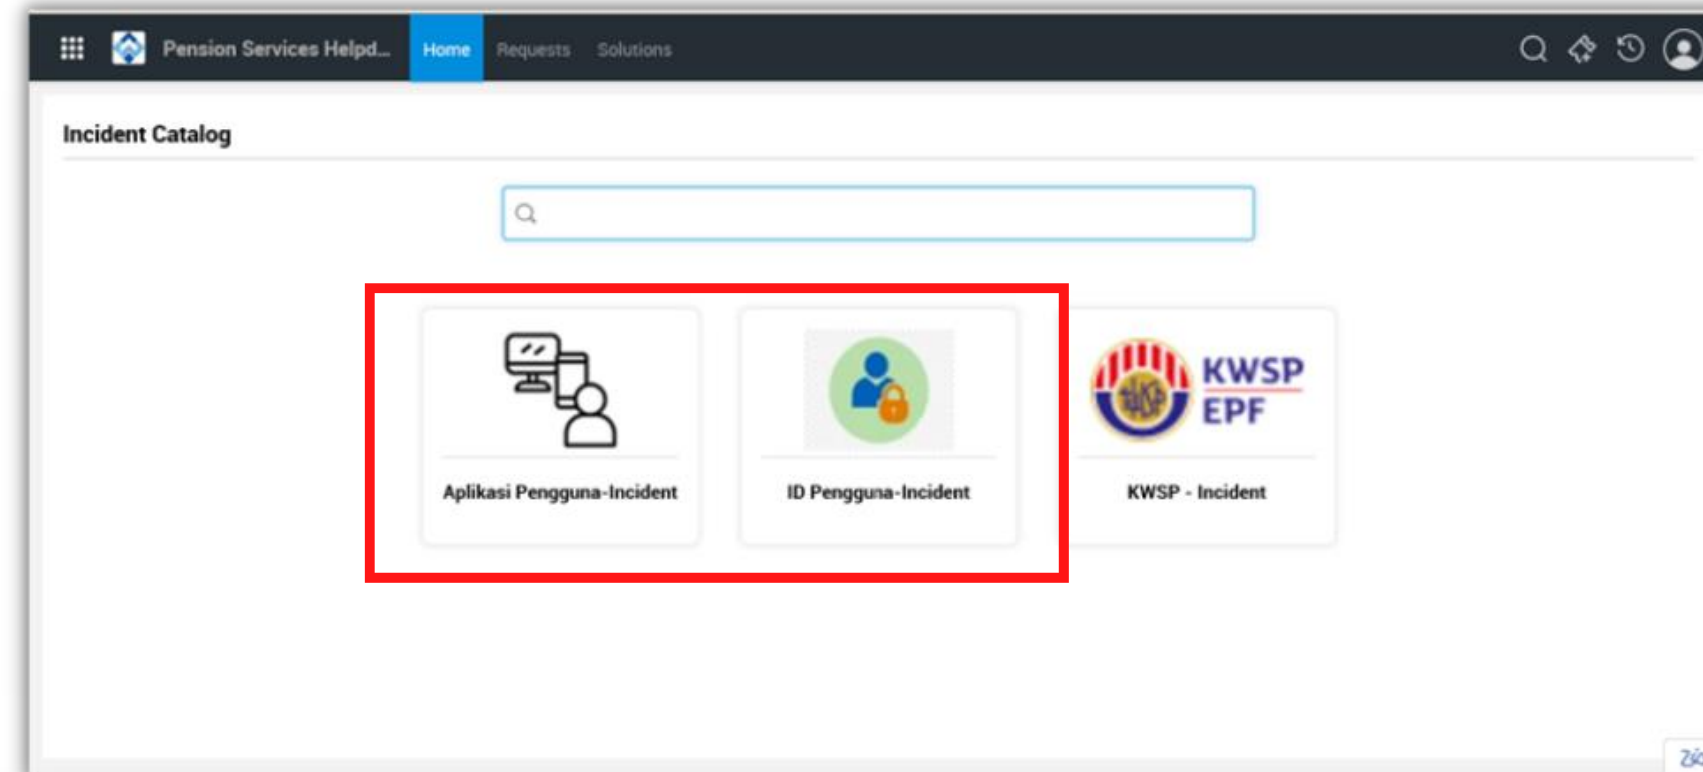 Pension Services Helpd... Home Requests Solutions
Incident Catalog
KWSP
EPF
Aplikasi Pengguna-Incident ID Pengguna-Incident KWSP - Incident